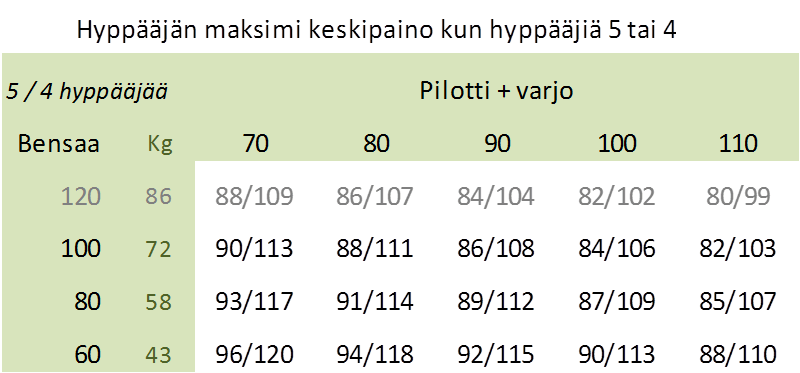 Hyppääjän maksimi keskipaino kun hyppääjiä 5 tai 4
5 / 4 hyppääjää Pilotti + varjo
Bensaa Kg 70 80 90 100 110
120 86 88/109 86/107 84/104 82/102 80/99
100 72 90/113 88/111 86/108 84/106 82/103
80 58 93/117 91/114 89/112 87/109 85/107
60 43 96/120 94/118 92/115 90/113 88/110